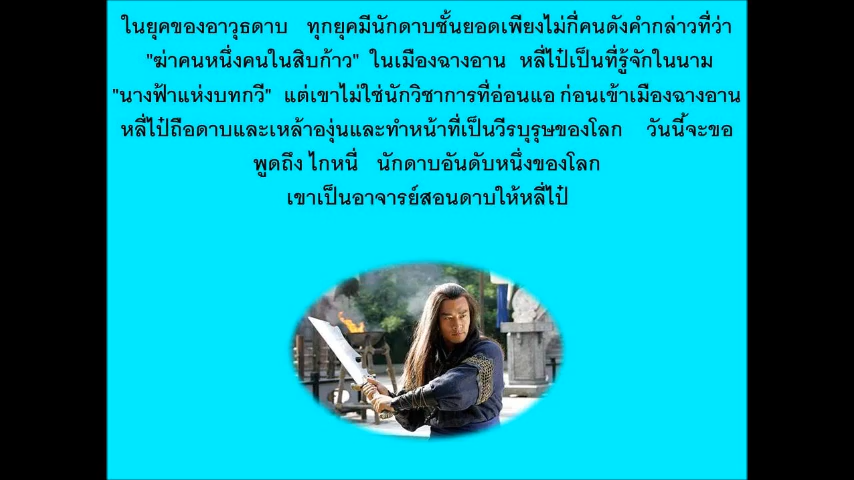 ในยุคของอาวุธดาบ ทุกยุคมีนักดาบชั้นยอดเพียงไม่กี่คนดังคำกล่าวที่ว่า
"ฆ่าคนหนึ่งคนในสิบก้าว" ในเมืองฉางอาน หลี่ไป๋เป็นที่รู้จักในนาม
"นางฟ้าแห่งบทกวี" แต่เขาไม่ใช่นักวิชาการที่อ่อนแอ ก่อนเข้าเมืองฉางอาน
หลี่ไป๋ถือดาบและเหล้าองุ่นและทำหน้าที่เป็นวีรบุรุษของโลก วันนี้จะขอ
พูดถึง ไกหนี่ นักดาบอันดับหนึ่งของโลก
เขาเป็นอาจารย์สอนดาบให้หลี่ไป๋